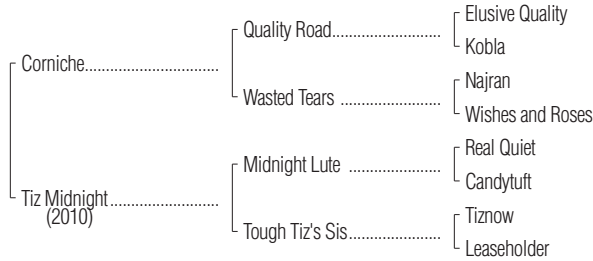 Elusive Quality
Quality Road
Kobla
Corniche
Najran
Wasted Tears
Wishes and Roses
Real Quiet
Midnight Lute
Candytuft
Tiz Midnight
(2010)
Tiznow
Tough Tiz's Sis
Leaseholder